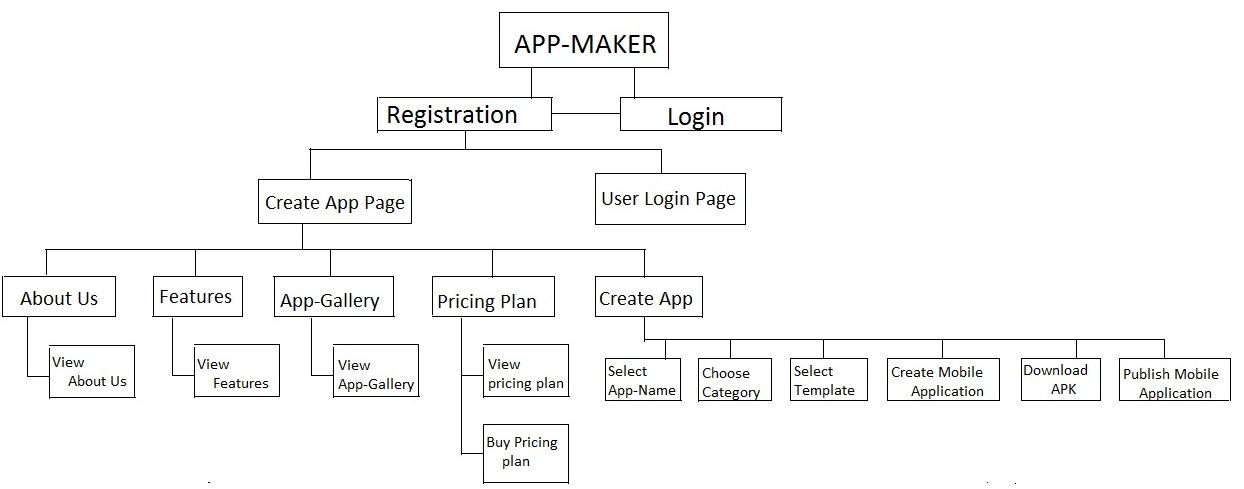 APP-MAKER
Registration
Login
Create App Page
User Login Page
About Us
Features
App-Gallery
Pricing Plan
Create App
View
About Us
View
Features
View
App-Gallery
View
pricing plan
Select
App-Name
Choose
Category
Select
Template
Create Mobile
Application
Download
APK
Publish Mobile
Application
Buy Pricing
plan